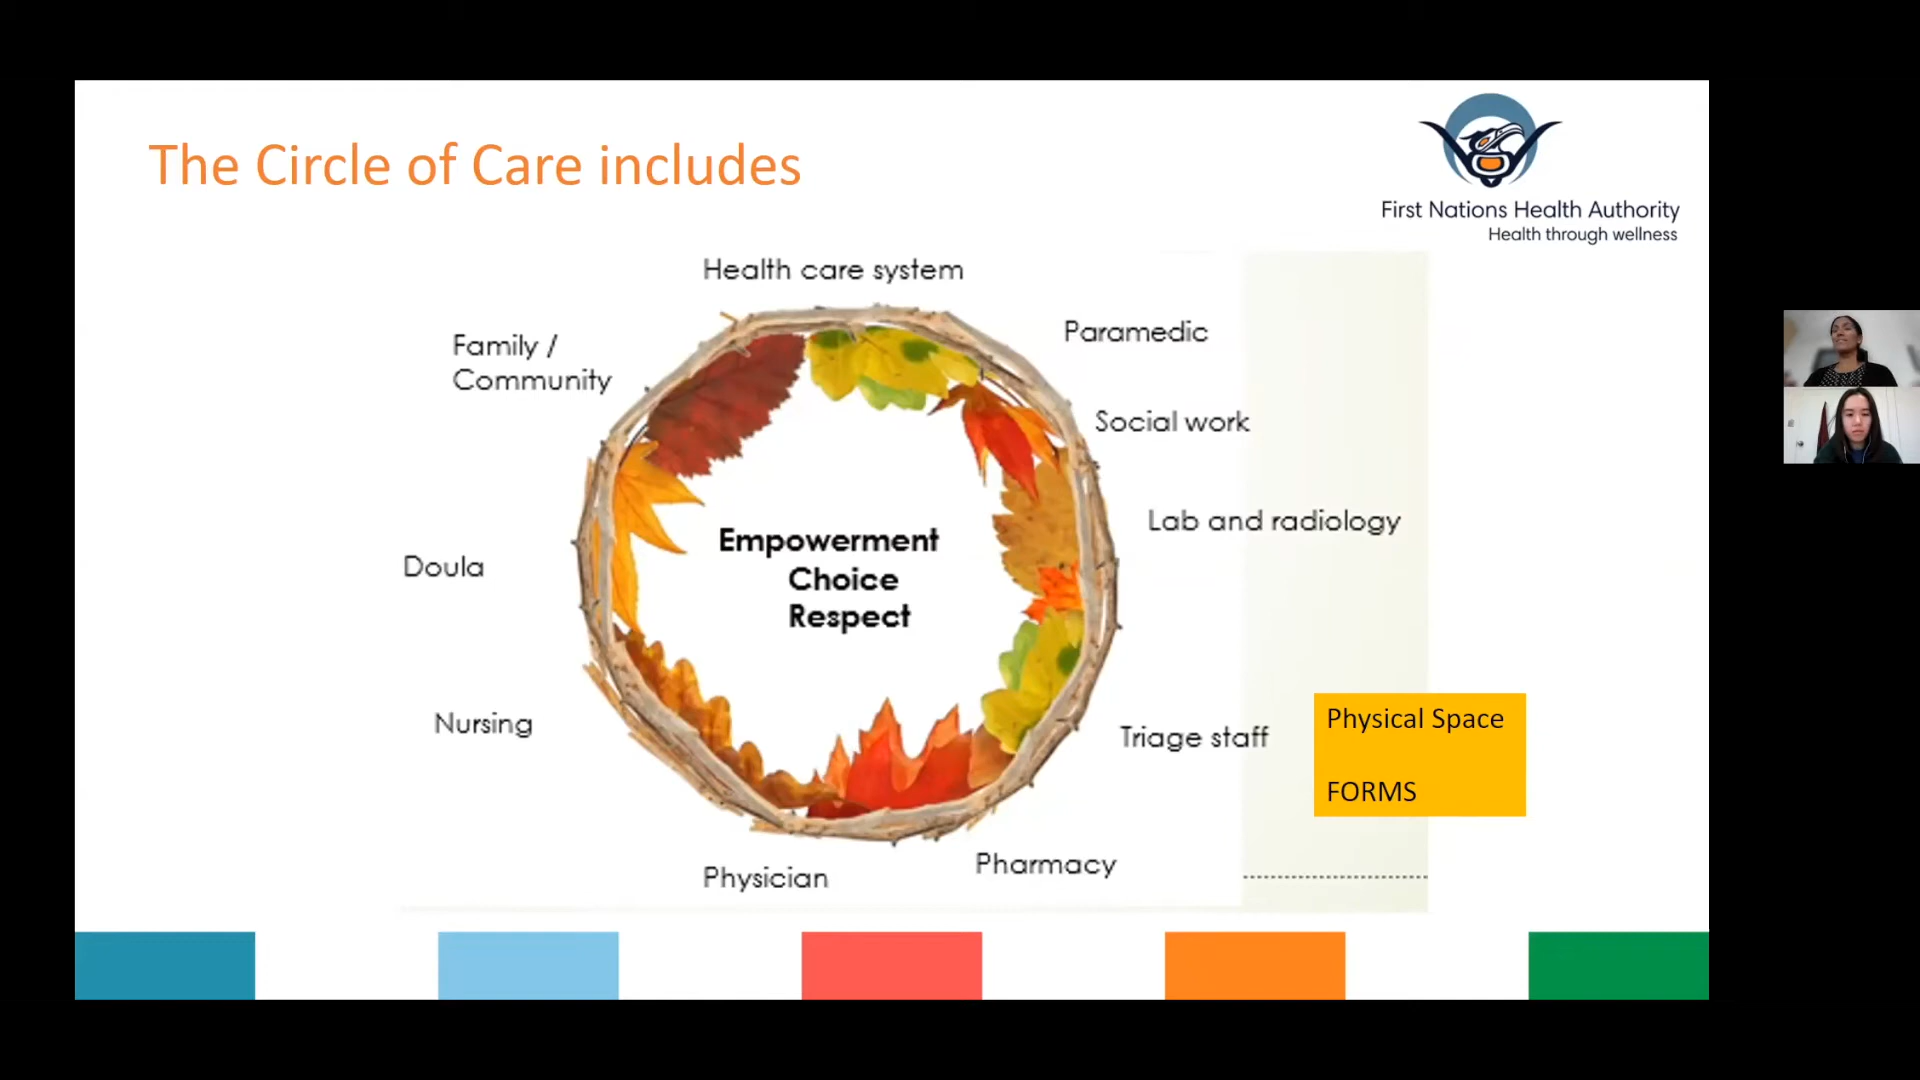 The Circle of Care includes
First Nations Health Authority
Health through wellness
Health care system
Paramedic
Family /
Community
Social work
Lab and radiology
Empowerment
Choice
Respect
Doula
Nursing
Triage staff
Physical Space
FORMS
Physician
Pharmacy